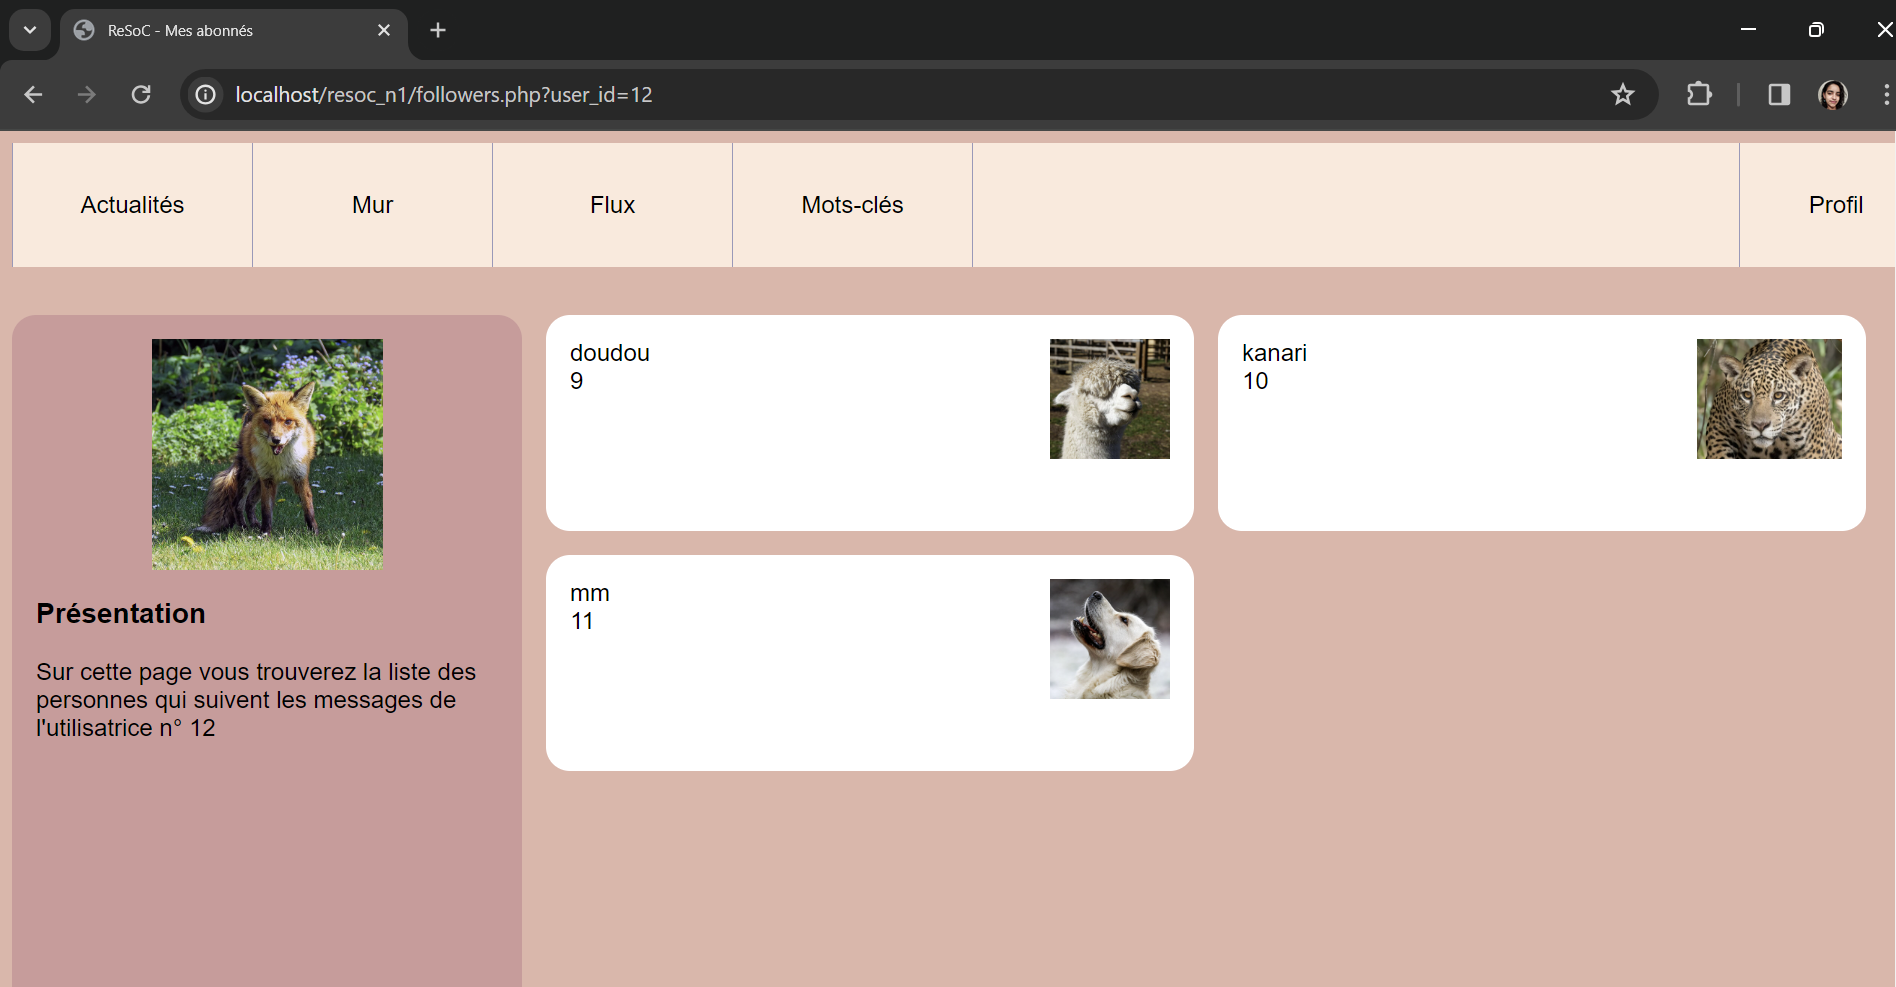 ReSoC - Mes abonnés
localhost/resoc_n1/followers.php?user_id=12
Actualités
Mur
Flux
Mots-clés
Profil
Présentation
Sur cette page vous trouverez la liste des
personnes qui suivent les messages de
l'utilisatrice n° 12
doudou
9
kanari
10
mm
11